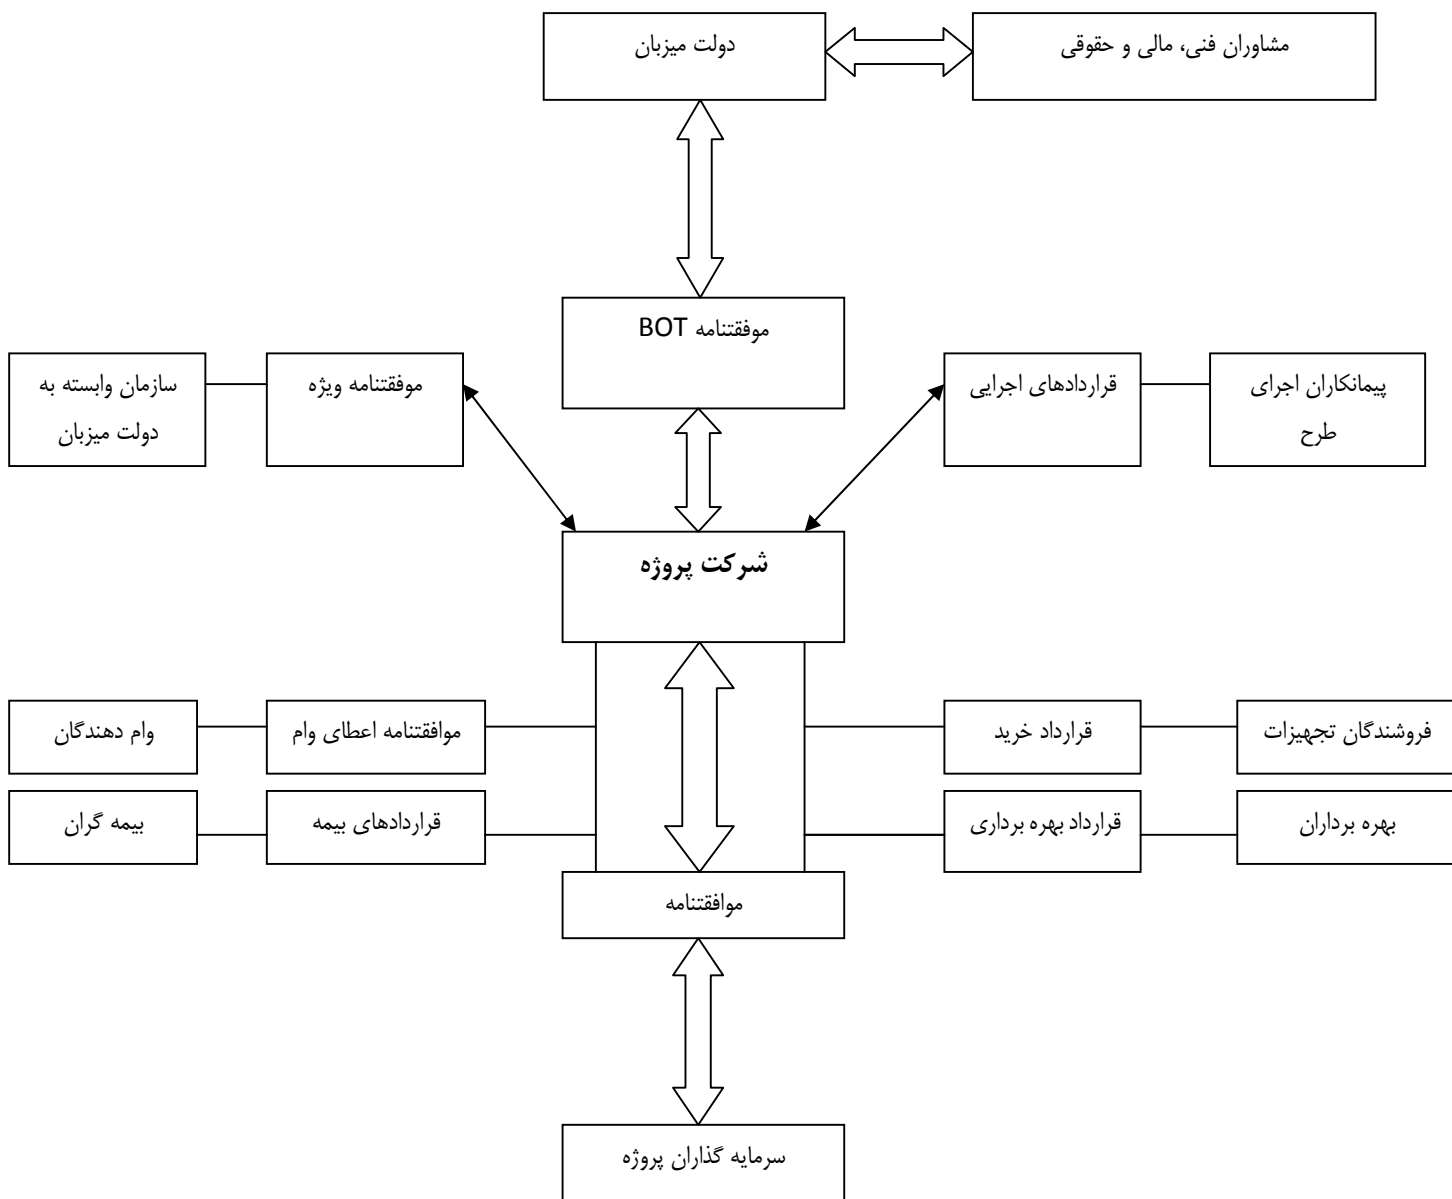 مشاوران فنی، مالی و حقوقی
دولت میزبان
موفقتنامه BOT
پیمانکاران اجرای
طرح
قراردادهای اجرایی
موفقتنامه ویژه
سازمان وابسته به
دولت میزبان
شرکت پروژه
فروشندگان تجهیزات
قرارداد خرید
موافقتنامه اعطای وام
وام دهندگان
بهره برداران
قرارداد بهره برداری
قراردادهای بیمه
بیمه گران
موافقتنامه
سرمایه گذاران پروژه